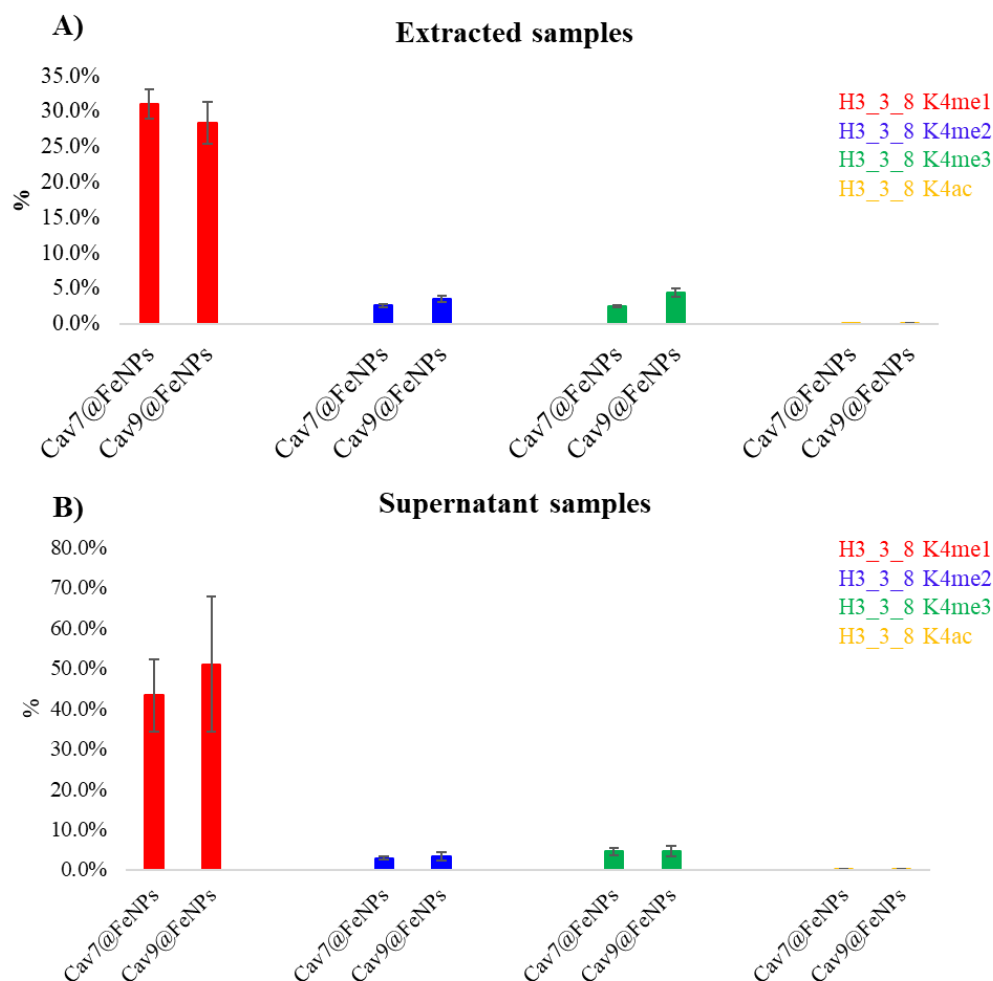 A)
Extracted samples
35.0%
30.0%
25.0%
20.0%
15.0%
10.0%
5.0%
0.0%
%
H3_3_8 K4me1
H3_3_8 K4me2
H3_3_8 K4me3
H3_3_8 K4ac
Cav7@FeNPs
Cav9@FeNPs
Cav7@FeNPs
Cav9@FeNPs
Cav7@FeNPs
Cav9@FeNPs
Cav7@FeNPs
Cav9@FeNPs
B)
Supernatant samples
80.0%
70.0%
60.0%
50.0%
40.0%
30.0%
20.0%
10.0%
0.0%
%
H3_3_8 K4me1
H3_3_8 K4me2
H3_3_8 K4me3
H3_3_8 K4ac
Cav7@FeNPs
Cav9@FeNPs
Cav7@FeNPs
Cav9@FeNPs
Cav7@FeNPs
Cav9@FeNPs
Cav7@FeNPs
Cav9@FeNPs